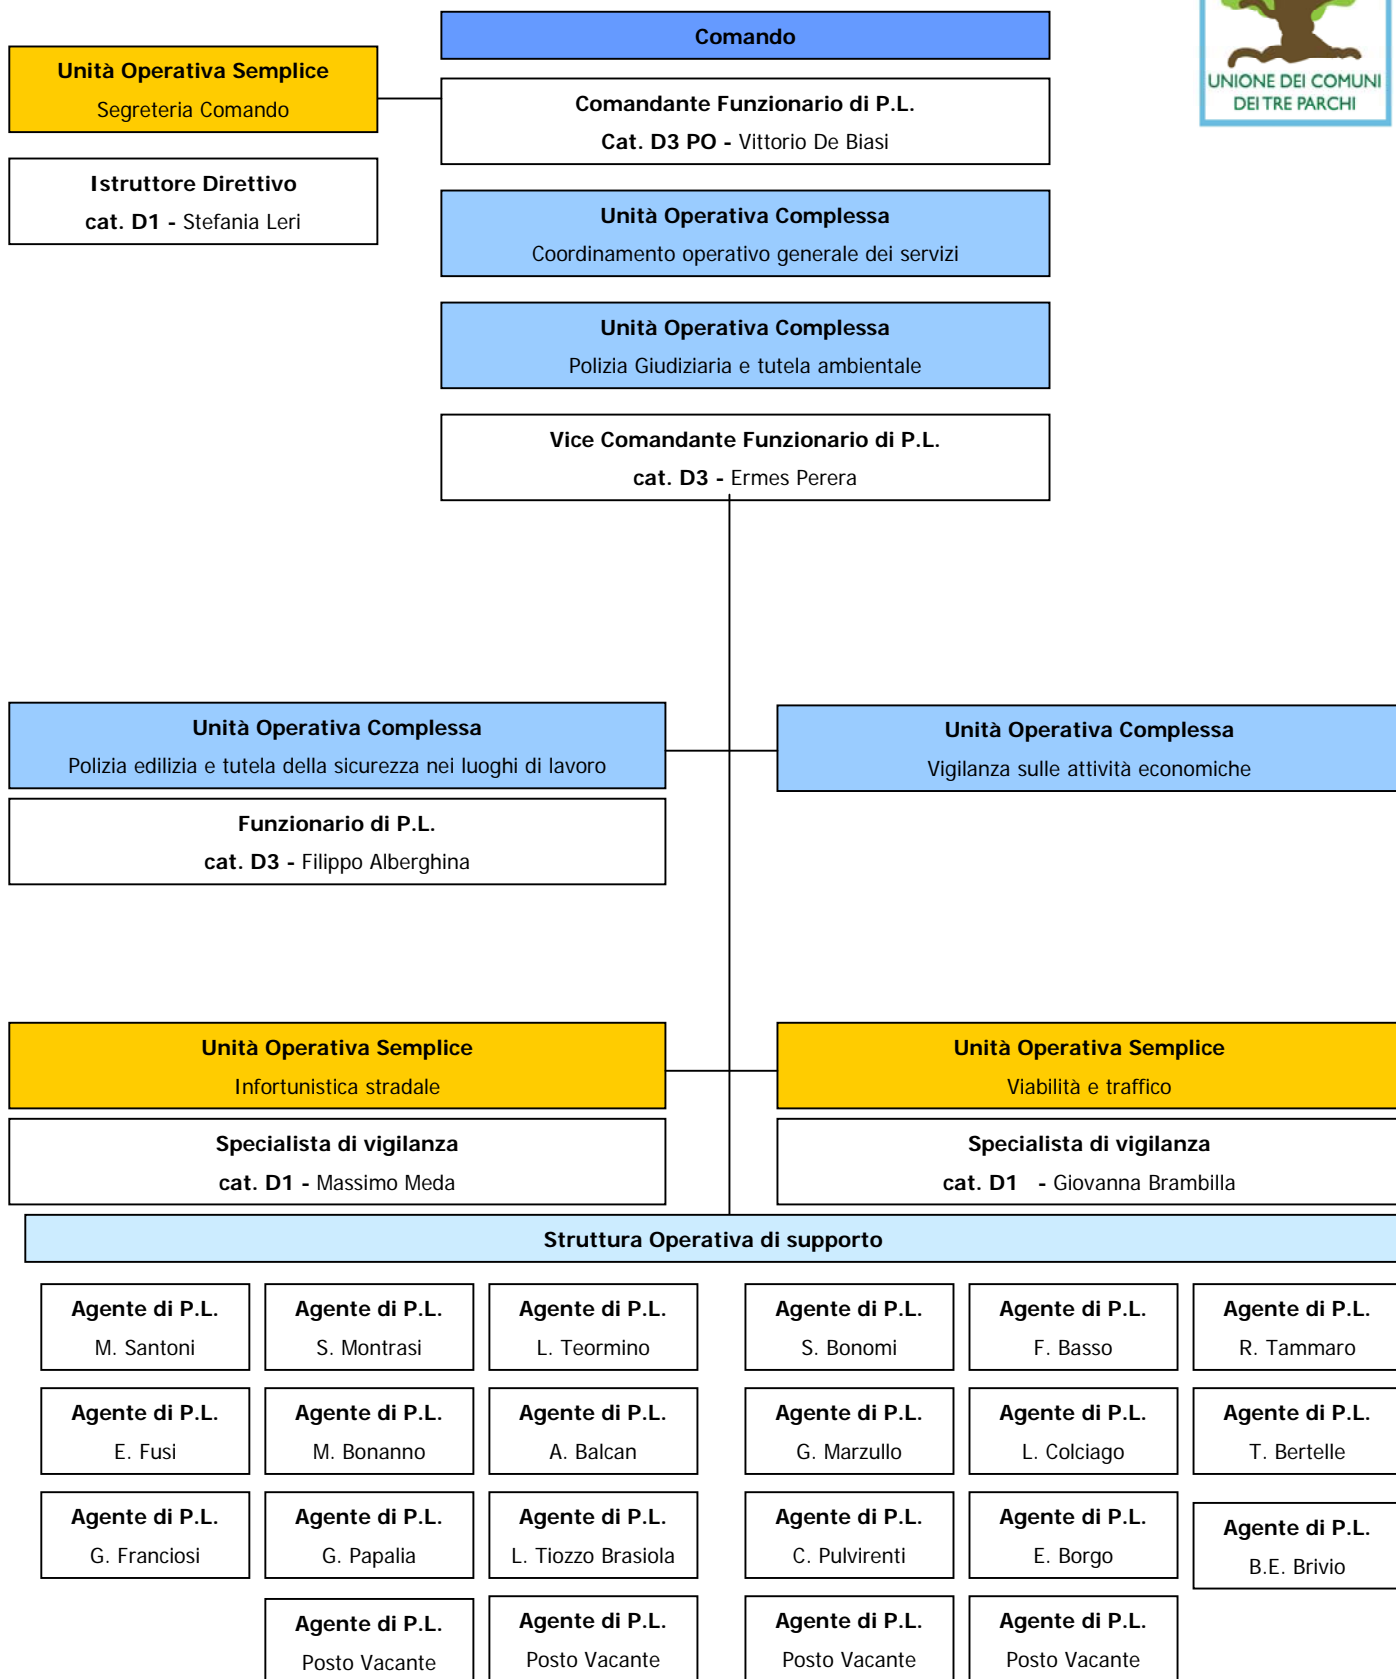 Comando
Unità Operativa Semplice
Segreteria Comando
Comandante Funzionario di P.L.
Cat. D3 PO - Vittorio De Biasi
UNIONE DEI COMUNI
DEI TRE PARCHI
Istruttore Direttivo
cat. D1 - Stefania Leri
Unità Operativa Complessa
Coordinamento operativo generale dei servizi
Unità Operativa Complessa
Polizia Giudiziaria e tutela ambientale
Vice Comandante Funzionario di P.L.
cat. D3 - Ermes Perera
Unità Operativa Complessa
Polizia edilizia e tutela della sicurezza nei luoghi di lavoro
Unità Operativa Complessa
Vigilanza sulle attività economiche
Funzionario di P.L.
cat. D3 - Filippo Alberghina
Unità Operativa Semplice
Infortunistica stradale
Unità Operativa Semplice
Viabilità e traffico
Specialista di vigilanza
cat. D1 - Massimo Meda
Specialista di vigilanza
cat. D1 - Giovanna Brambilla
Struttura Operativa di supporto
Agente di P.L.
M. Santoni
Agente di P.L.
S. Montrasi
Agente di P.L.
L. Teormino
Agente di P.L.
S. Bonomi
Agente di P.L.
F. Basso
Agente di P.L.
R. Tammaro
Agente di P.L.
E. Fusi
Agente di P.L.
M. Bonanno
Agente di P.L.
A. Balcan
Agente di P.L.
G. Marzullo
Agente di P.L.
L. Colciago
Agente di P.L.
T. Bertelle
Agente di P.L.
G. Franciosi
Agente di P.L.
G. Papalia
Agente di P.L.
L. Tiozzo Brasiola
Agente di P.L.
C. Pulvirenti
Agente di P.L.
E. Borgo
Agente di P.L.
B.E. Brivio
Agente di P.L.
Posto Vacante
Agente di P.L.
Posto Vacante
Agente di P.L.
Posto Vacante
Agente di P.L.
Posto Vacante